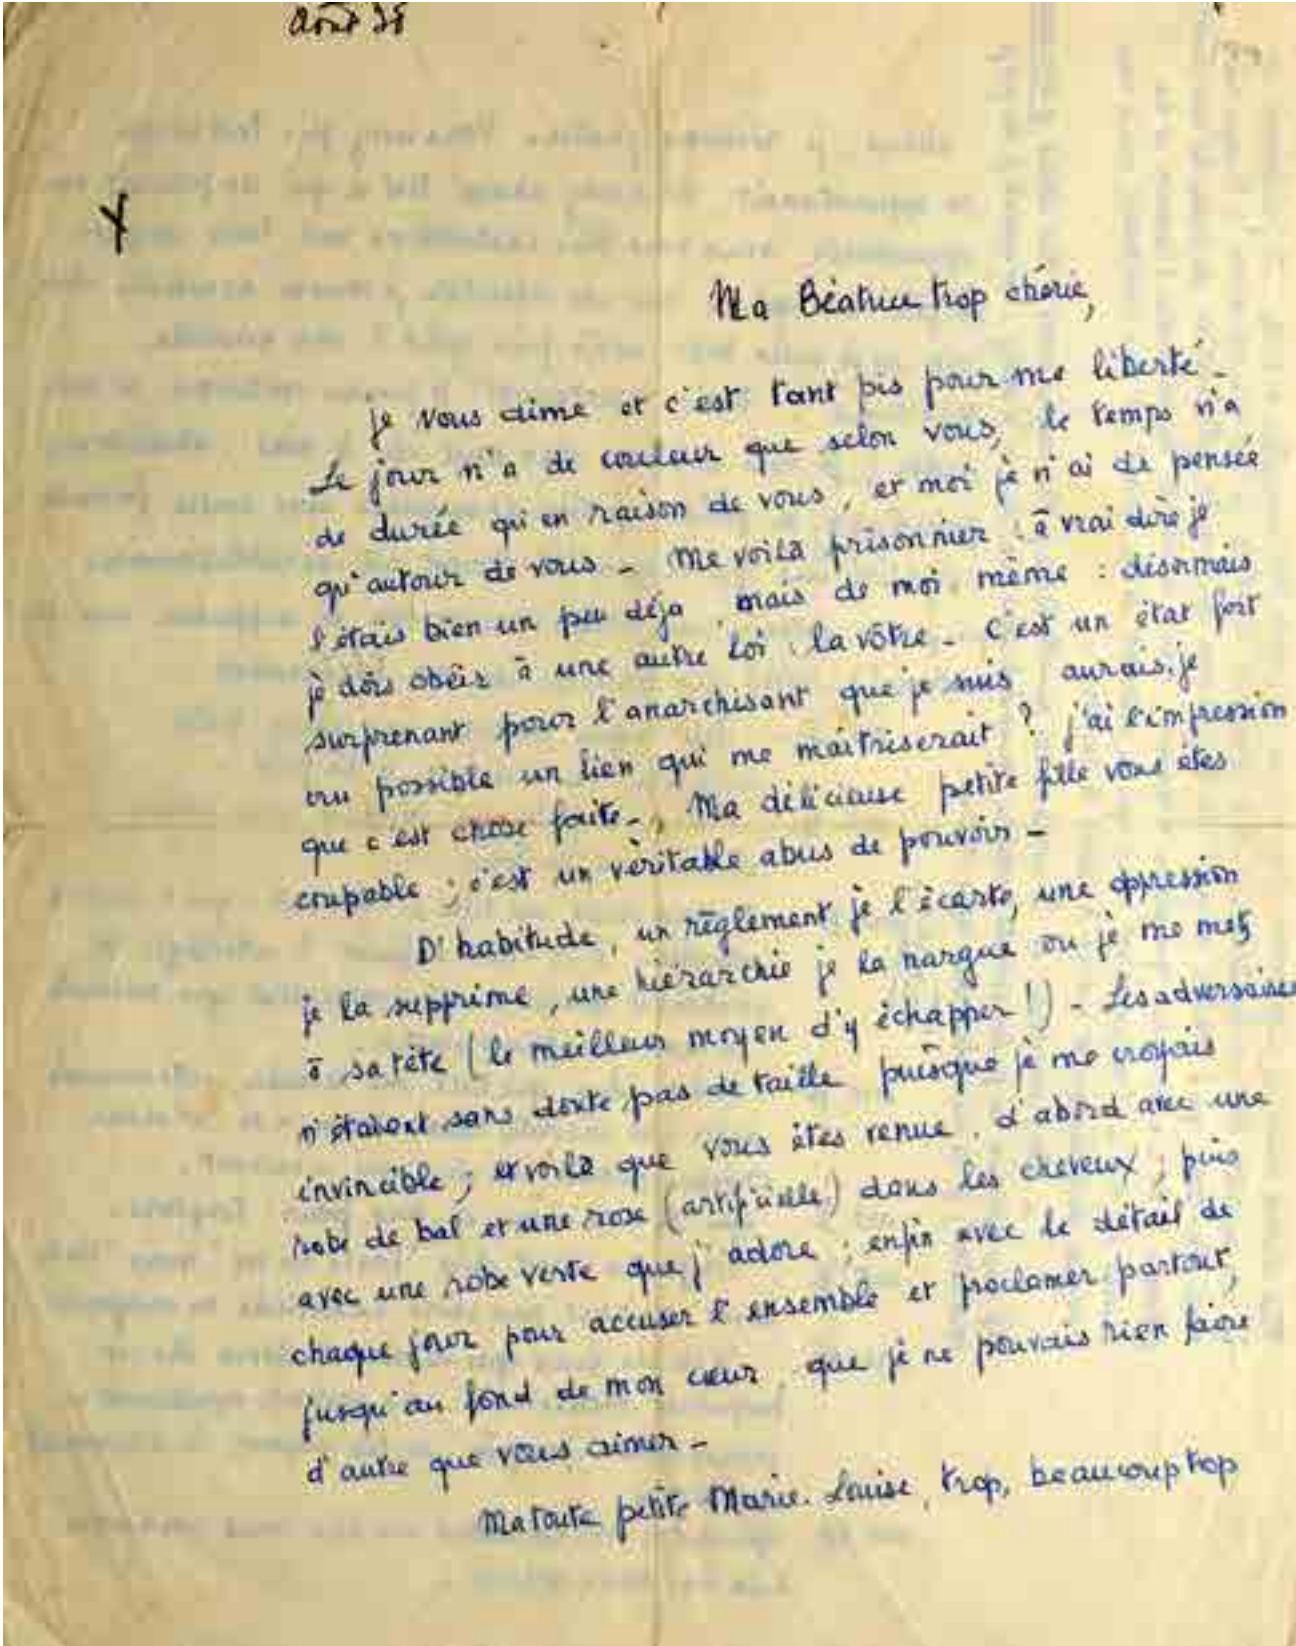 Août 38
Ma Béatrice trop chérie,
je vous aime et c'est tant pis pour ma liberté -
Le jour n'a de couleur que selon vous, le temps n'a
de durée qu'en raison de vous, et moi je n'ai de pensée
qu'autour de vous - Me voilà prisonnier : à vrai dire je
l'étais bien un peu déjà, mais de moi-même : désormais
je dois obéir à une autre loi, la vôtre - C'est un état fort
surprenant pour l'anarchisant que je suis, aurais-je
cru possible un lien qui me maîtriserait ? j'ai l'impression
que c'est chose faite -, Ma délicieuse petite fille vous êtes
coupable ; c'est un véritable abus de pouvoir -
D'habitude, un règlement je l'écarte, une oppression
je la supprime, une hiérarchie je la nargue ou je me mets
à sa tête (le meilleur moyen d'y échapper !) - Les adversaires
n'étaient sans doute pas de taille puisque je me croyais
invincible ; et voilà que vous êtes venue, d'abord avec une
robe de bal et une rose (artificielle) dans les cheveux ; puis
avec une robe verte que j'adore ; enfin avec le détail de
chaque jour pour accuser l'ensemble et proclamer partout,
jusqu'au fond de mon cœur, que je ne pouvais rien faire
d'autre que vous aimer -
Ma toute petite Marie-Louise, trop, beaucoup trop